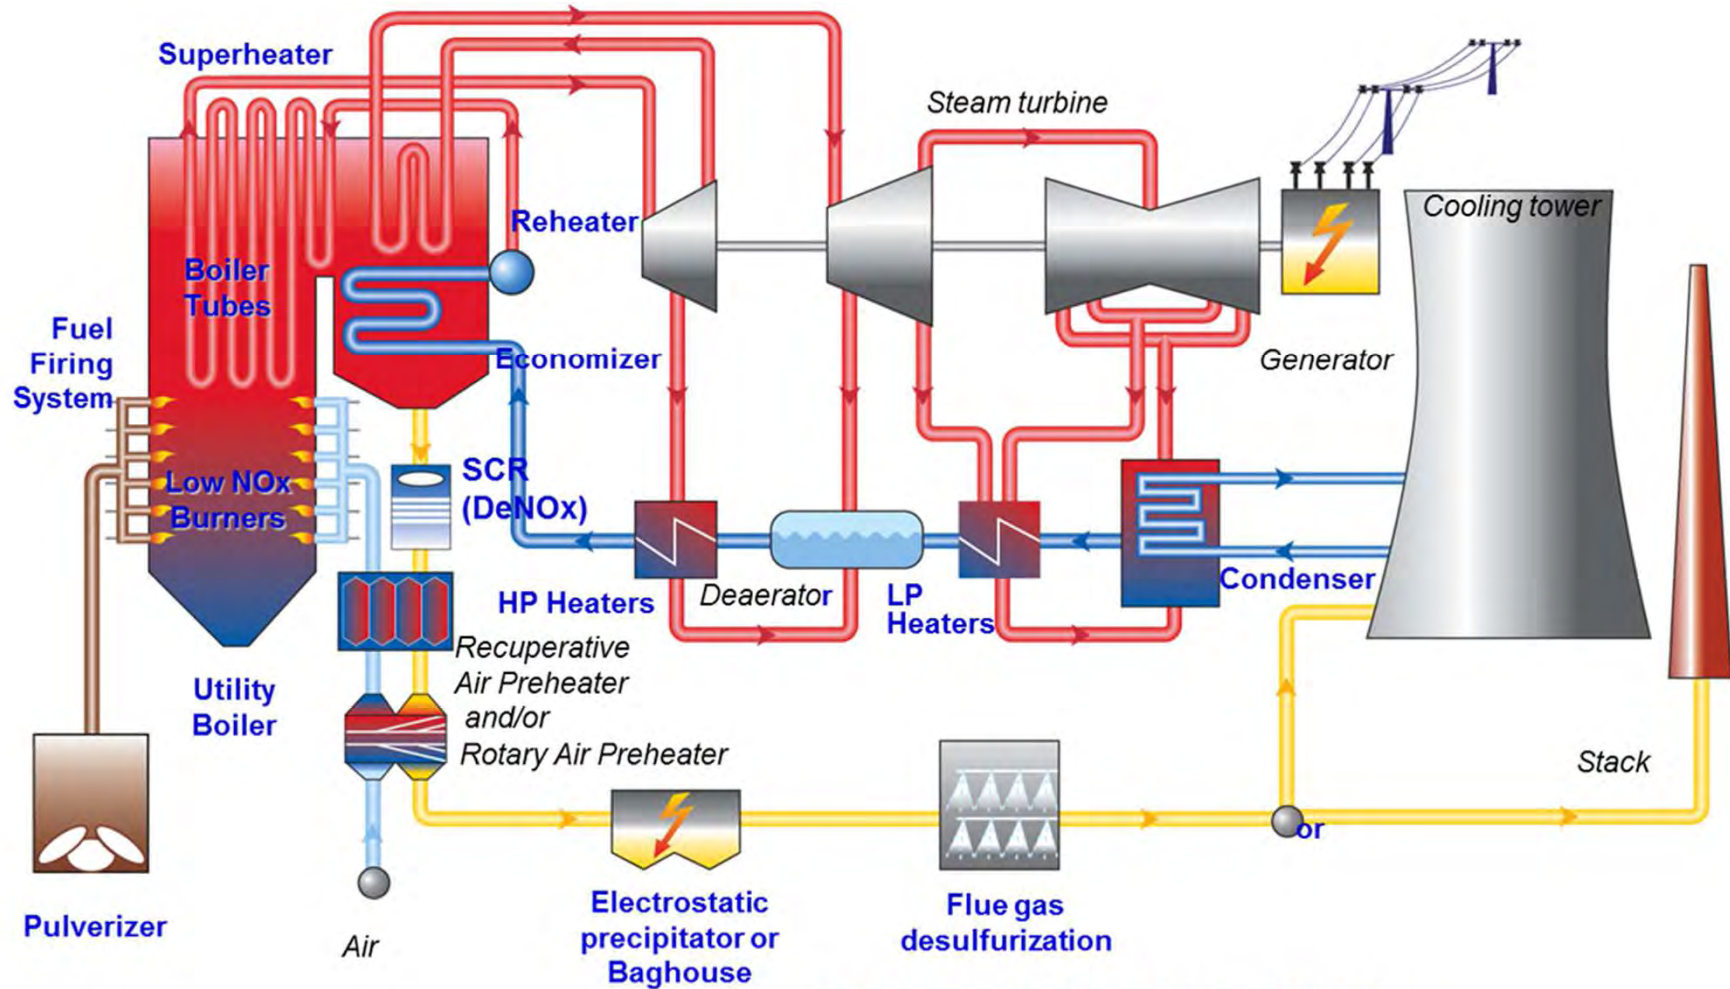 Superheater
Steam turbine
Cooling tower
Reheater
Boiler
Tubes
Fuel
Firing
System
Economizer
Generator
Low NOx
Burners
SCR
(DeNOx)
HP Heaters
Deaerator
LP
Heaters
Condenser
Recuperative
Air Preheater
and/or
Rotary Air Preheater
Utility
Boiler
Stack
or
Pulverizer
Air
Electrostatic
precipitator or
Baghouse
Flue gas
desulfurization